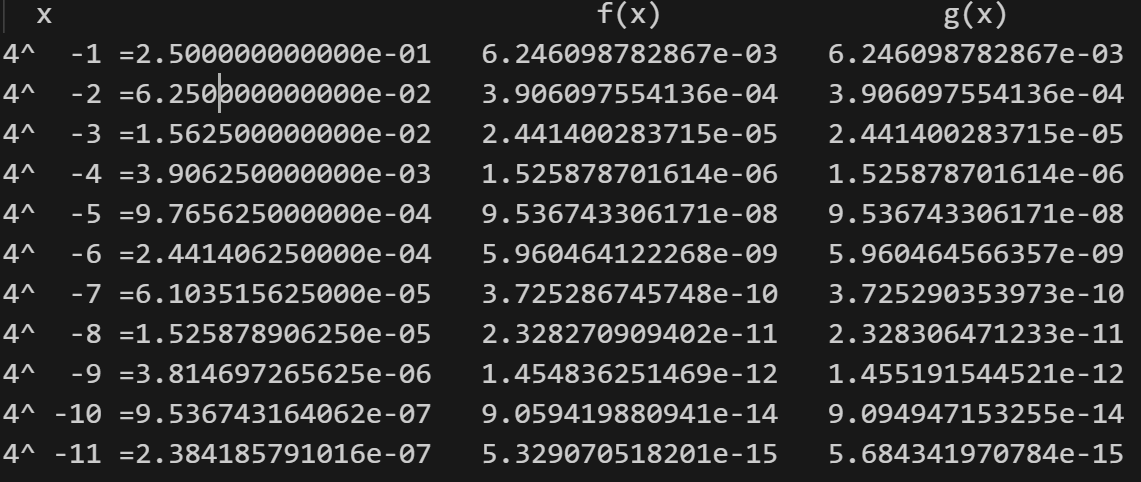 x f(x) g(x)
4^ -1 =2.500000000000e-01 6.246098782867e-03 6.246098782867e-03
4^ -2 =6.250000000000e-02 3.906097554136e-04 3.906097554136e-04
4^ -3 =1.562500000000e-02 2.441400283715e-05 2.441400283715e-05
4^ -4 =3.906250000000e-03 1.525878701614e-06 1.525878701614e-06
4^ -5 =9.765625000000e-04 9.536743306171e-08 9.536743306171e-08
4^ -6 =2.441406250000e-04 5.960464122268e-09 5.960464566357e-09
4^ -7 =6.103515625000e-05 3.725286745748e-10 3.725290353973e-10
4^ -8 =1.525878906250e-05 2.328270909402e-11 2.328306471233e-11
4^ -9 =3.814697265625e-06 1.454836251469e-12 1.455191544521e-12
4^ -10 =9.536743164062e-07 9.059419880941e-14 9.094947153255e-14
4^ -11 =2.384185791016e-07 5.329070518201e-15 5.684341970784e-15